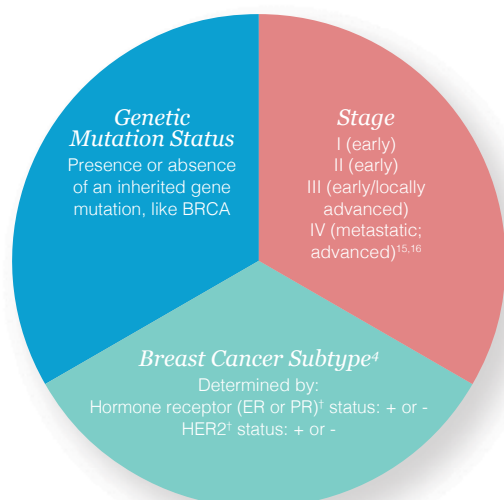 Genetic
Mutation Status
Presence or absence
of an inherited gene
mutation, like BRCA
Stage
I (early)
II (early)
III (early/locally
advanced)
IV (metastatic;
advanced)15,16
Breast Cancer Subtype4
Determined by:
Hormone receptor (ER or PR)† status: + or -
HER2† status: + or -